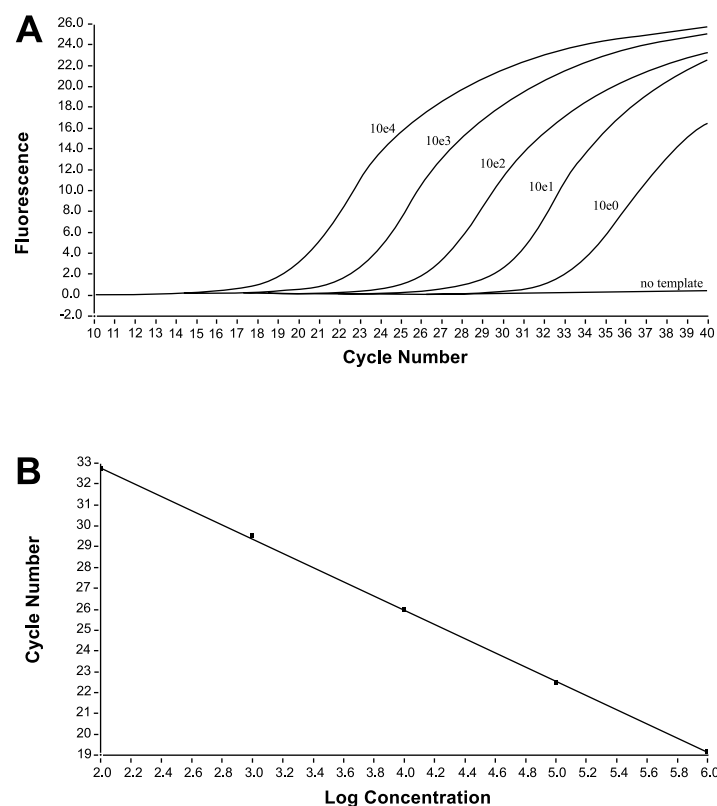 A
26.0
24.0
22.0
20.0
18.0
16.0
14.0
12.0
10.0
8.0
6.0
4.0
2.0
0.0
-2.0
Fluorescence
10e4
10e3
10e2
10e1
10e0
no template
10 11 12 13 14 15 16 17 18 19 20 21 22 23 24 25 26 27 28 29 30 31 32 33 34 35 36 37 38 39 40
Cycle Number
B
33
32
31
30
29
28
27
26
25
24
23
22
21
20
19
Cycle Number
2.0 2.2 2.4 2.6 2.8 3.0 3.2 3.4 3.6 3.8 4.0 4.2 4.4 4.6 4.8 5.0 5.2 5.4 5.6 5.8 6.0
Log Concentration